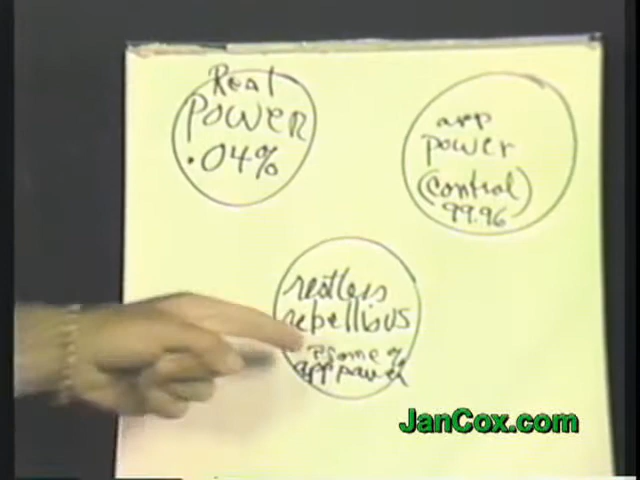 Real
POWER
.04%
app
power
(control)
99.96
restless
rebellious
some %
app power
JanCox.com